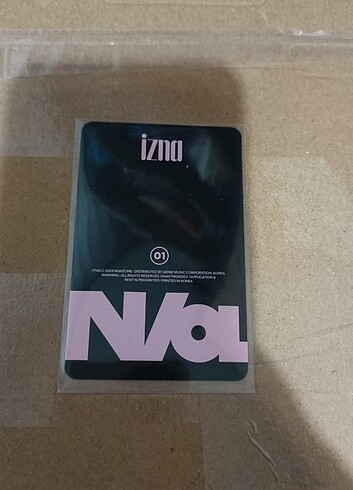 izna
01
℗&© 2024 WAKEONE. DISTRIBUTED BY GENIE MUSIC CORPORATION, KOREA.
WARNING: ALL RIGHTS RESERVED. UNAUTHORIZED DUPLICATION &
RENT IS PROHIBITED. PRINTED IN KOREA.
N/a